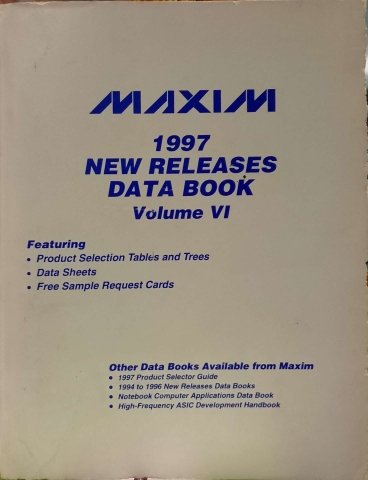 MAXIM
1997
NEW RELEASES
DATA BOOK
Volume VI
Featuring
• Product Selection Tables and Trees
• Data Sheets
• Free Sample Request Cards
Other Data Books Available from Maxim
• 1997 Product Selector Guide
• 1994 to 1996 New Releases Data Books
• Notebook Computer Applications Data Book
• High-Frequency ASIC Development Handbook